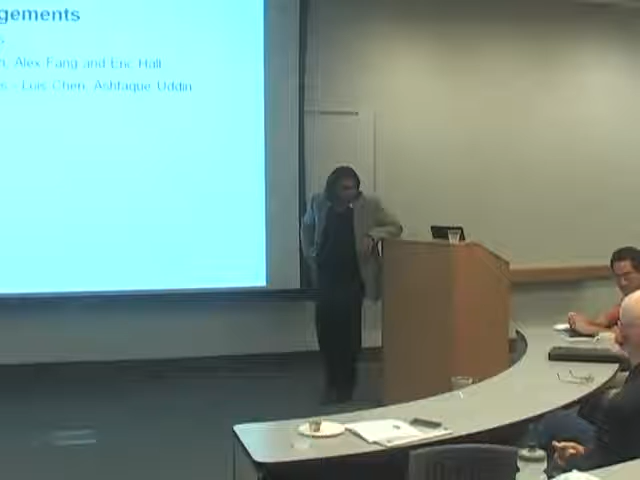 gements
s
n, Alex Fang and Eric Hall
s - Luis Chen, Ashfaque Uddin